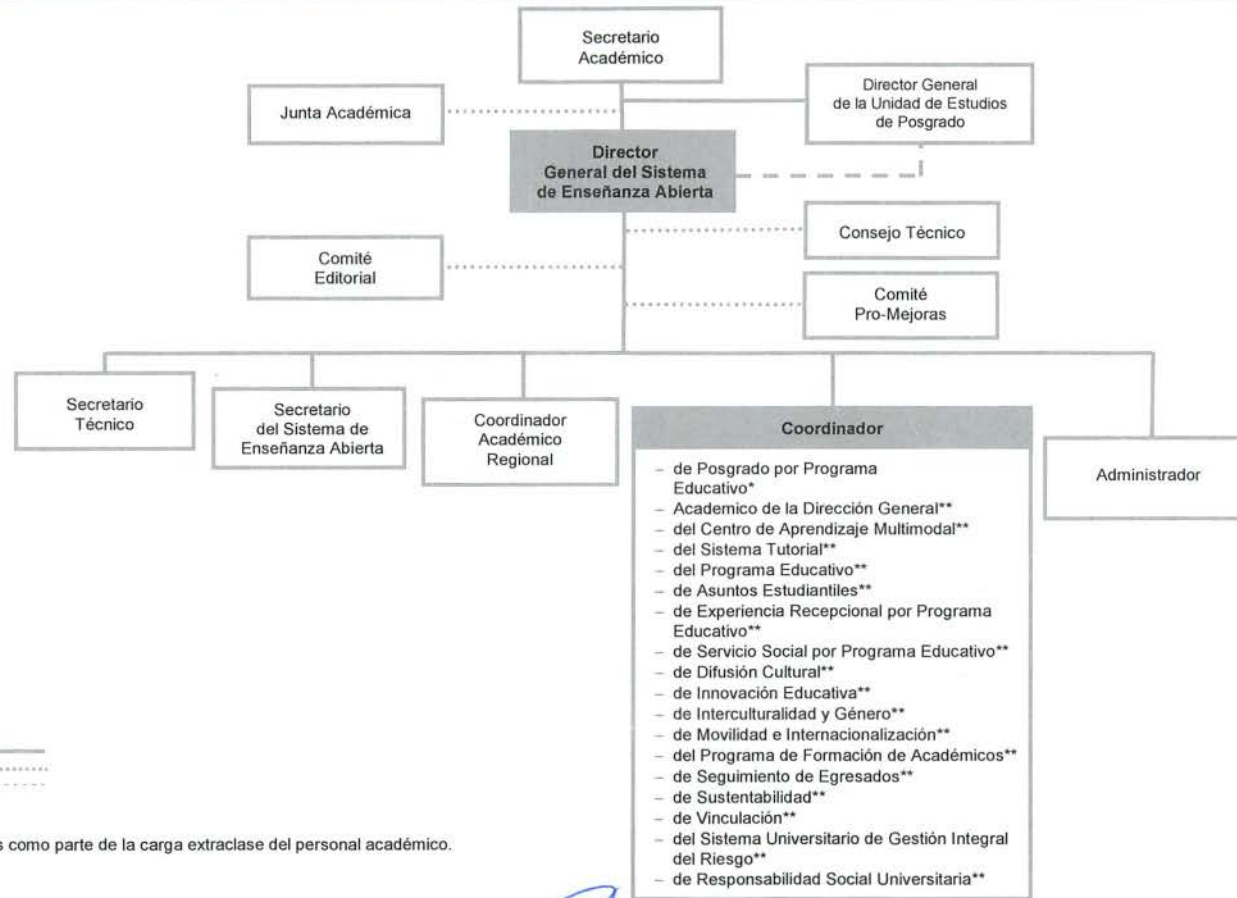 Secretario
Académico
Director General
de la Unidad de Estudios
de Posgrado
Junta Académica
Director
General del Sistema
de Enseñanza Abierta
Consejo Técnico
Comité
Editorial
Comité
Pro-Mejoras
Secretario
Técnico
Secretario
del Sistema de
Enseñanza Abierta
Coordinador
Académico
Regional
Coordinador
– de Posgrado por Programa
Educativo*
– Academico de la Dirección General**
– del Centro de Aprendizaje Multimodal**
– del Sistema Tutorial**
– del Programa Educativo**
– de Asuntos Estudiantiles**
– de Experiencia Recepcional por Programa
Educativo**
– de Servicio Social por Programa Educativo**
– de Difusión Cultural**
– de Innovación Educativa**
– de Interculturalidad y Género**
– de Movilidad e Internacionalización**
– del Programa de Formación de Académicos**
– de Seguimiento de Egresados**
– de Sustentabilidad**
– de Vinculación**
– del Sistema Universitario de Gestión Integral
del Riesgo**
– de Responsabilidad Social Universitaria**
Administrador
s como parte de la carga extraclase del personal académico.